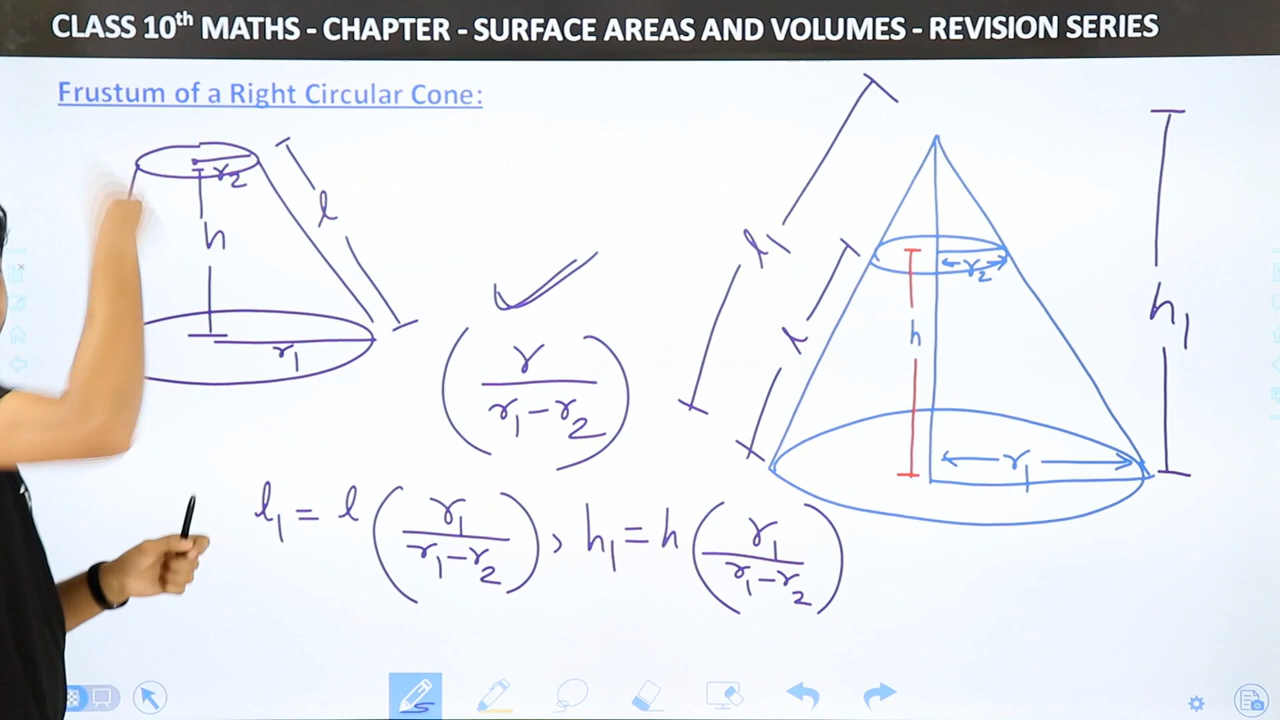 CLASS 10th MATHS - CHAPTER - SURFACE AREAS AND VOLUMES - REVISION SERIES
Frustum of a Right Circular Cone:
r2
h
l
r1
(r/(r1-r2))
l1 = l (r1/(r1-r2)), h1 = h (r1/(r1-r2))
l1
l
r2
h
r1
h1